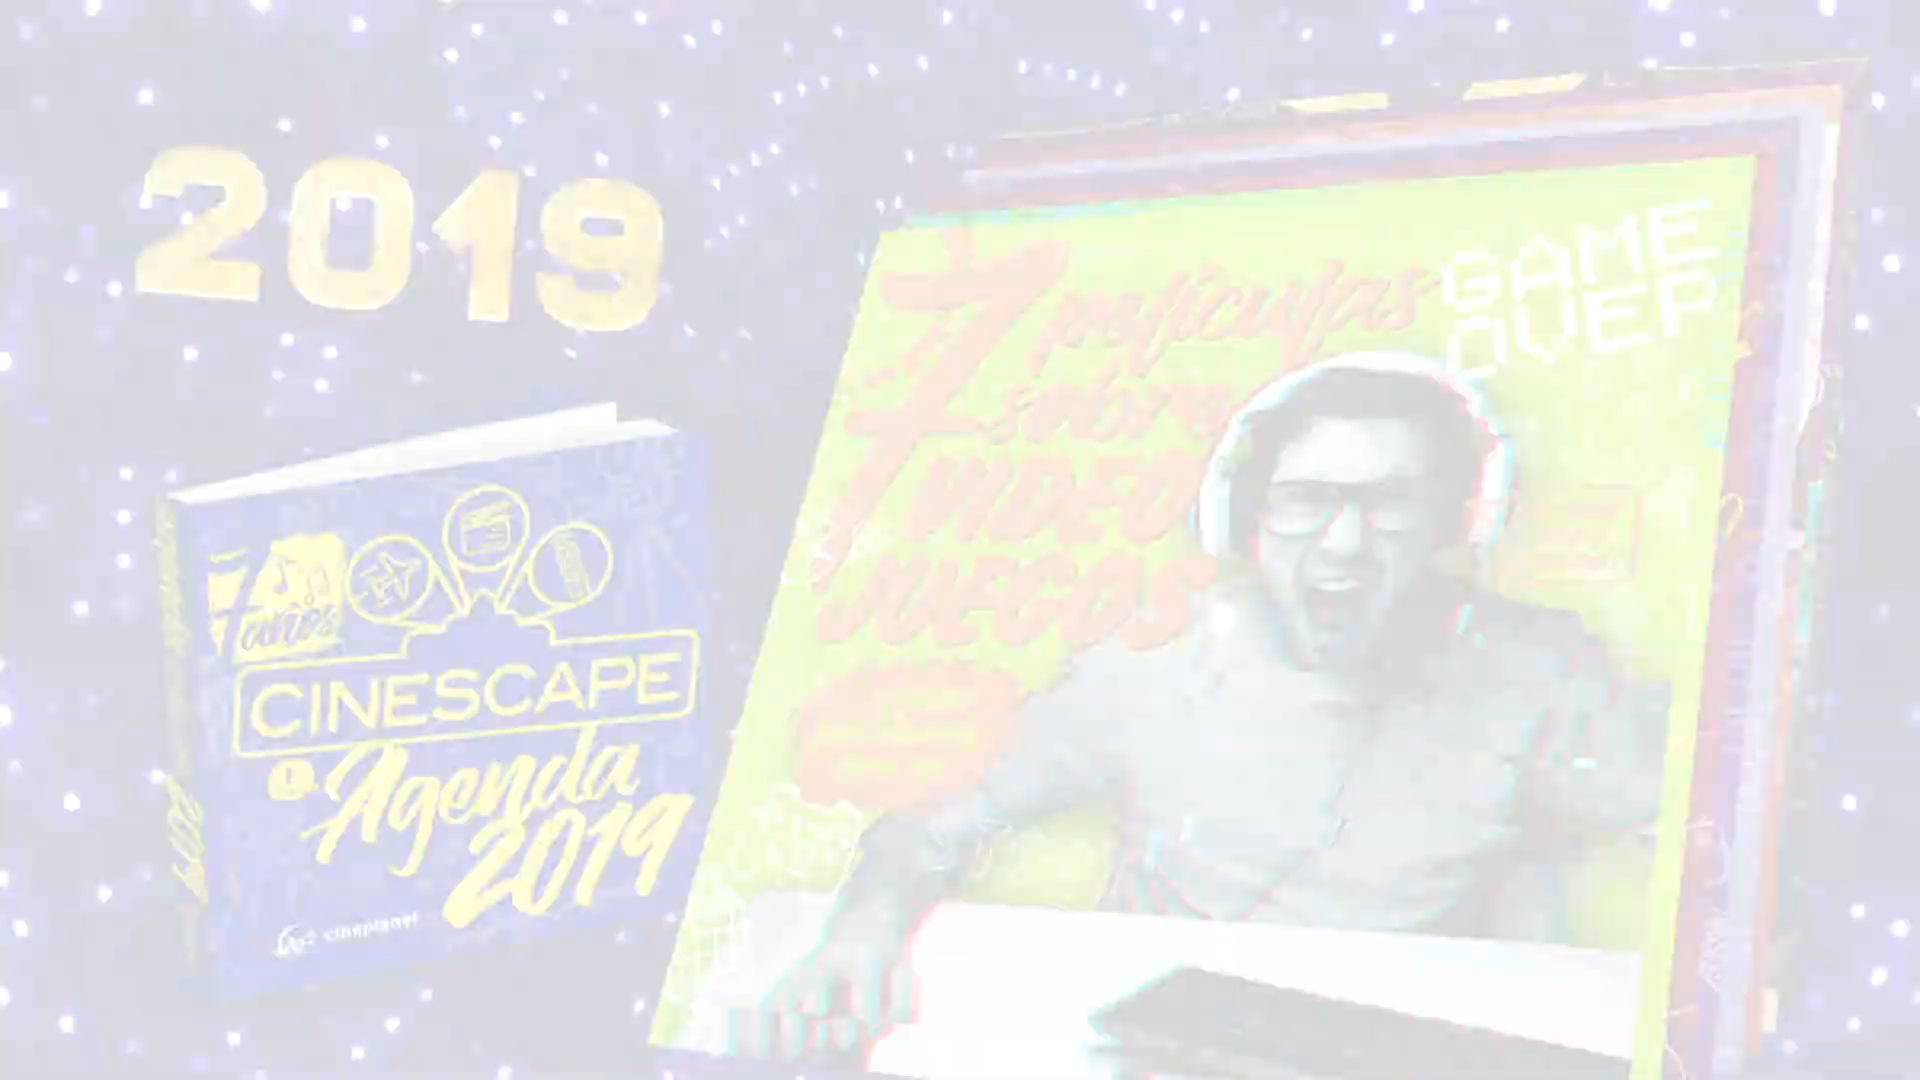 2019
7 películas
sobre
VIDEO
JUEGOS
GAME
OVER
7 años
CINESCAPE
Agenda
2019
cineplanet